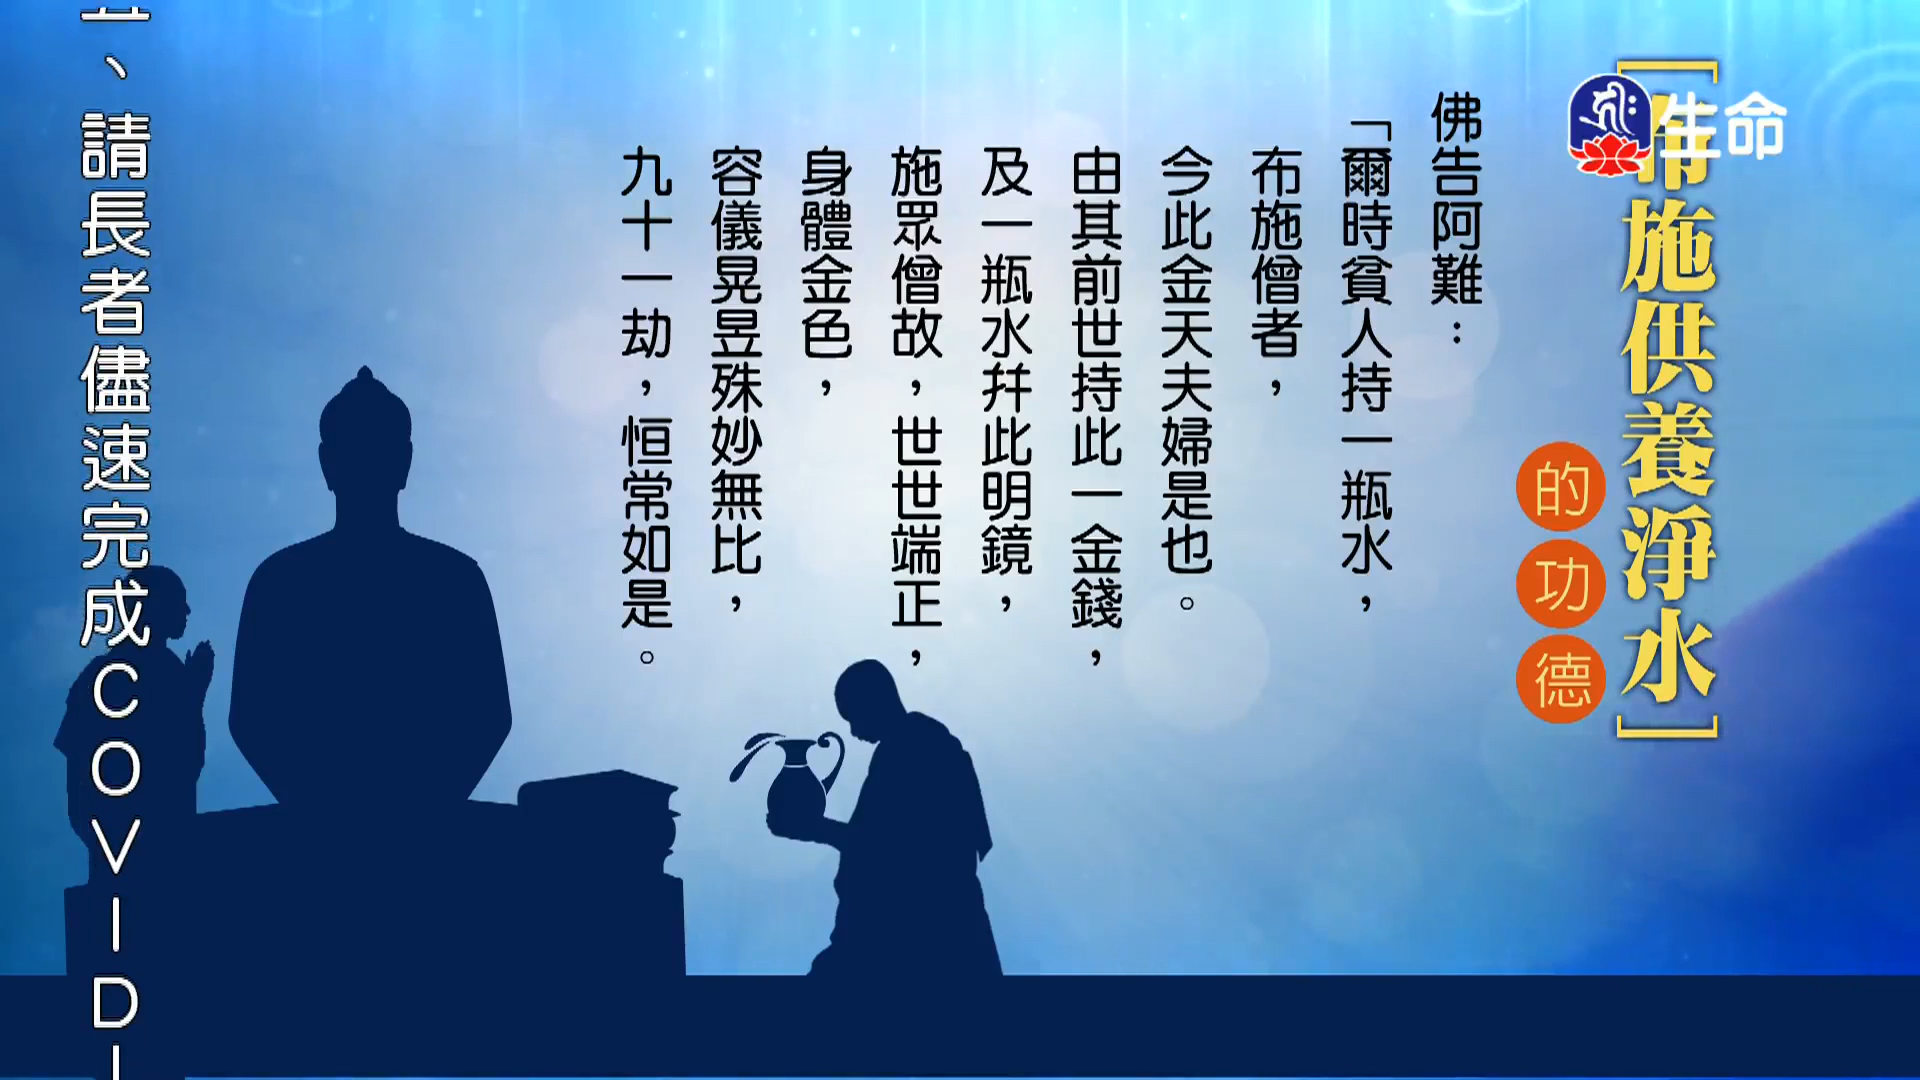 生命
施供養淨水
的功德
佛告阿難：
「爾時貧人持一瓶水，
布施僧者，
今此金天夫婦是也。
由其前世持此一金錢，
及一瓶水并此明鏡，
施眾僧故，世世端正，
身體金色，
容儀晃昱殊妙無比，
九十一劫，恒常如是。
、請長者儘速完成COVID